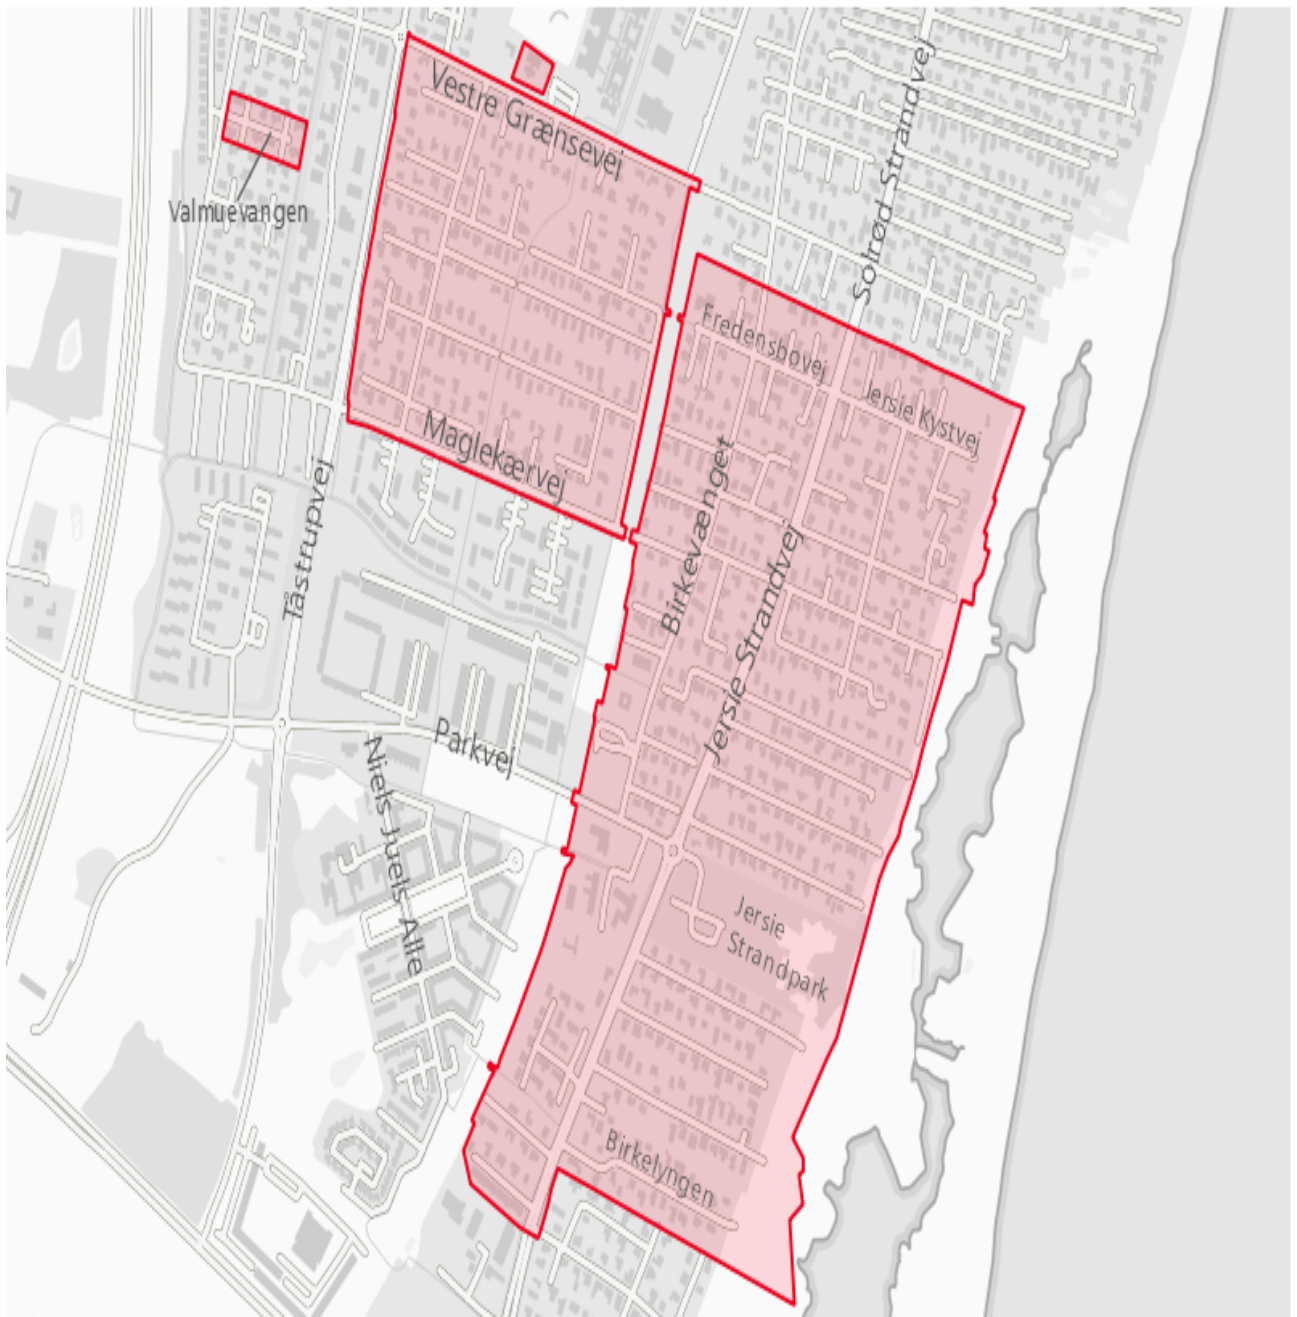 Vestre Grænsevej
Valmuevangen
Solrød Strandvej
Fredensbovej
Jersie Kystvej
Maglekærvej
Birkevænget
Tåstrupvej
Jersie Strandvej
Parkvej
Niels Juels Alle
Jersie
Strandpark
Birkelyngen